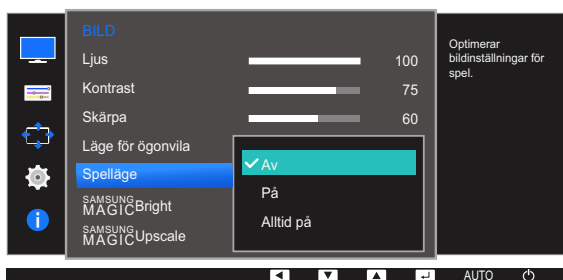 BILD
Ljus 100
Kontrast 75
Skärpa 60
Läge för ögonvila
Spelläge
SAMSUNG MAGICBright
SAMSUNG MAGICUpscale
Av
På
Alltid på
Optimerar
bildinställningar för
spel.
AUTO